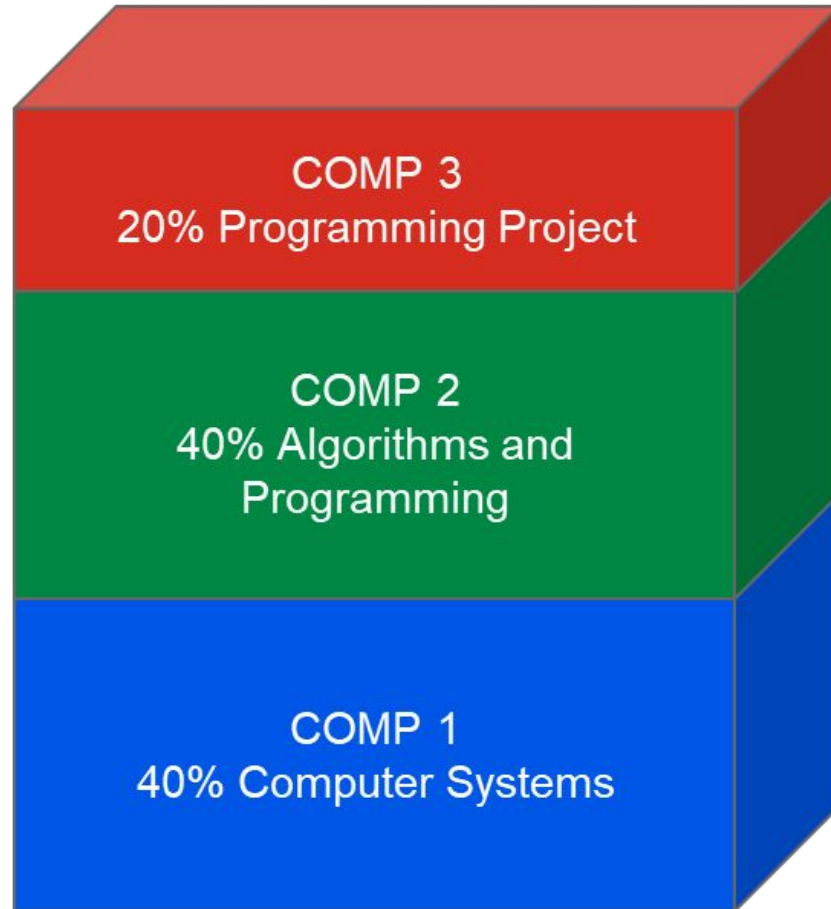 COMP 3
20% Programming Project
COMP 2
40% Algorithms and
Programming
COMP 1
40% Computer Systems